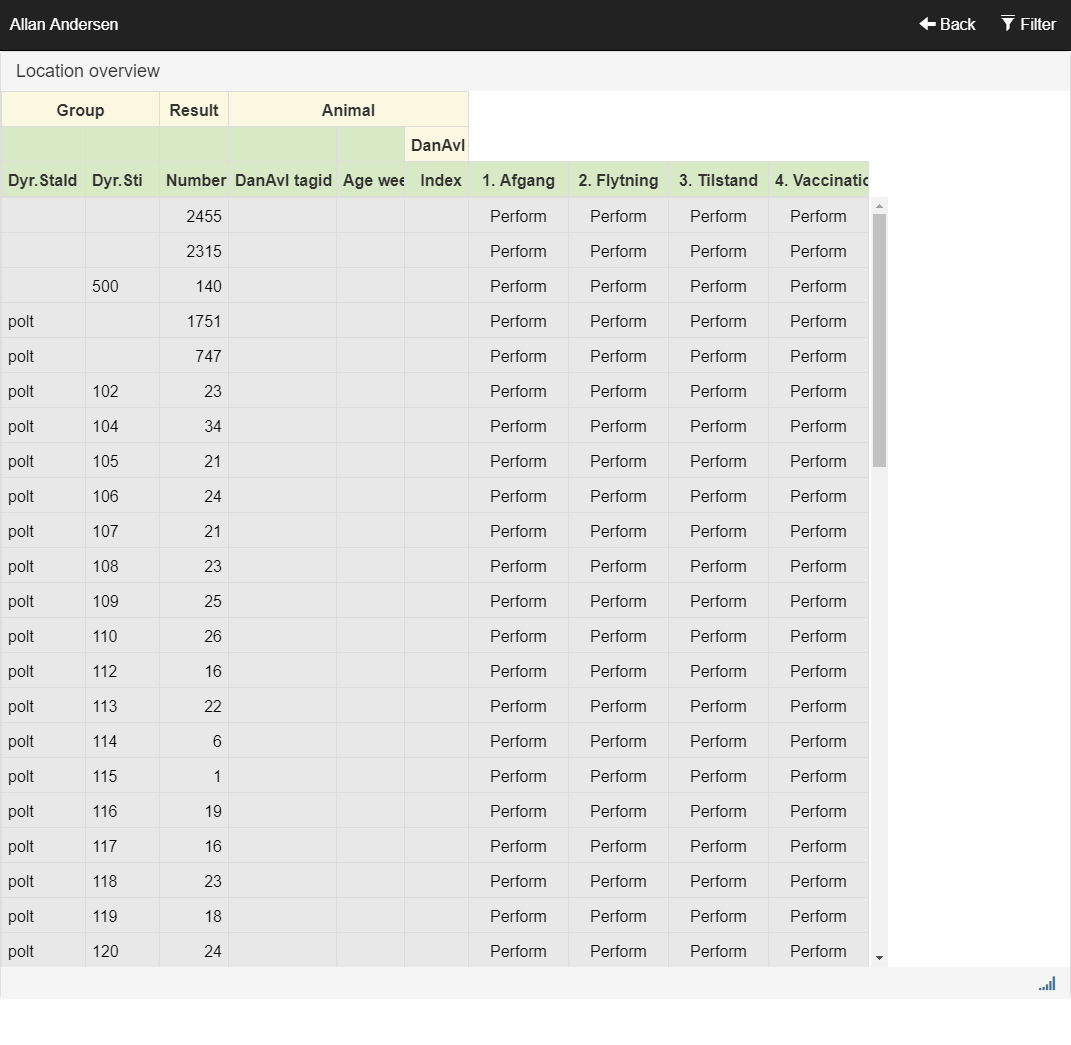 Allan Andersen Back Filter
Location overview
Group Result Animal
DanAvl
Dyr.Stald Dyr.Sti Number DanAvl tagid Age wee Index 1. Afgang 2. Flytning 3. Tilstand 4. Vaccinatio
2455 Perform Perform Perform Perform
2315 Perform Perform Perform Perform
500 140 Perform Perform Perform Perform
polt 1751 Perform Perform Perform Perform
polt 747 Perform Perform Perform Perform
polt 102 23 Perform Perform Perform Perform
polt 104 34 Perform Perform Perform Perform
polt 105 21 Perform Perform Perform Perform
polt 106 24 Perform Perform Perform Perform
polt 107 21 Perform Perform Perform Perform
polt 108 23 Perform Perform Perform Perform
polt 109 25 Perform Perform Perform Perform
polt 110 26 Perform Perform Perform Perform
polt 112 16 Perform Perform Perform Perform
polt 113 22 Perform Perform Perform Perform
polt 114 6 Perform Perform Perform Perform
polt 115 1 Perform Perform Perform Perform
polt 116 19 Perform Perform Perform Perform
polt 117 16 Perform Perform Perform Perform
polt 118 23 Perform Perform Perform Perform
polt 119 18 Perform Perform Perform Perform
polt 120 24 Perform Perform Perform Perform